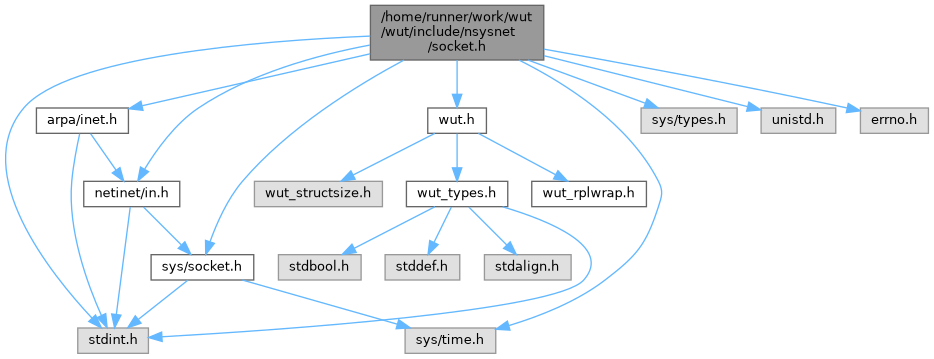 /home/runner/work/wut
/wut/include/nsysnet
/socket.h
arpa/inet.h
wut.h
sys/types.h
unistd.h
errno.h
netinet/in.h
wut_structsize.h
wut_types.h
wut_rplwrap.h
sys/socket.h
stdbool.h
stddef.h
stdalign.h
stdint.h
sys/time.h